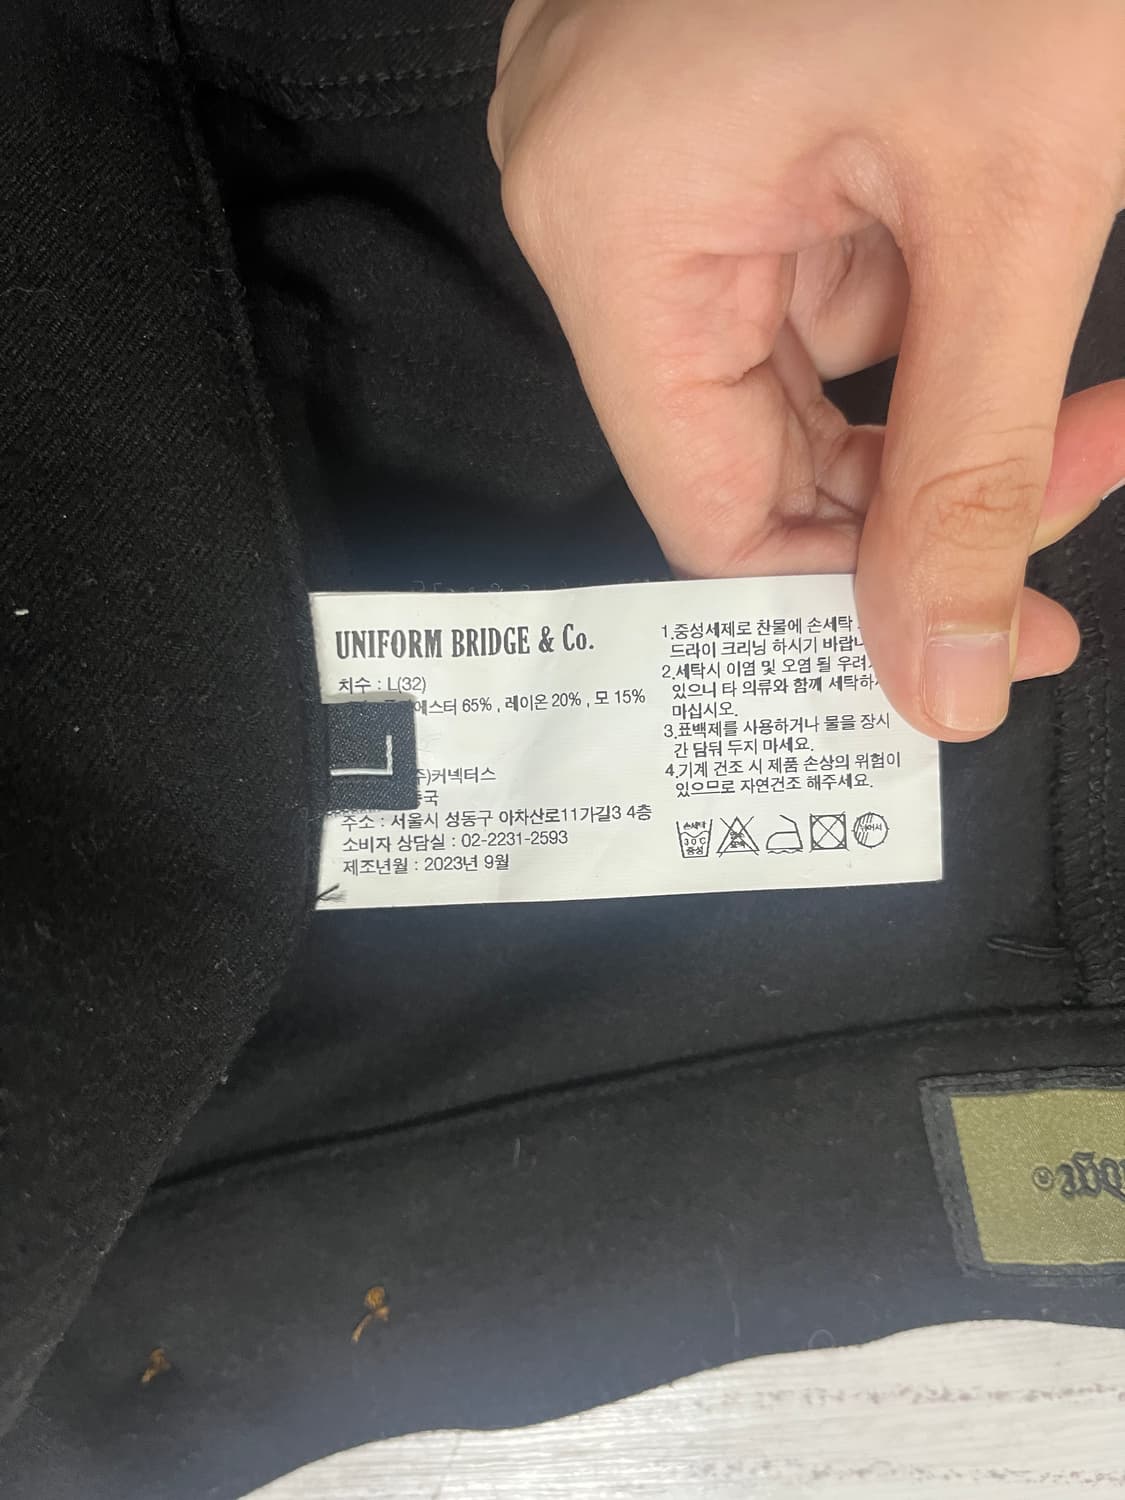 UNIFORM BRIDGE & Co.
치수 : L(32)
에스터 65% , 레이온 20% , 모 15%
L
주)커넥터스
주소 : 서울시 성동구 아차산로11가길3 4층
소비자 상담실 : 02-2231-2593
제조년월 : 2023년 9월
1.중성세제로 찬물에 손세탁
드라이 크리닝 하시기 바랍니
2.세탁시 이염 및 오염 될 우려
있으니 타 의류와 함께 세탁하
마십시오.
3.표백제를 사용하거나 물을 장시
간 담궈 두지 마세요.
4.기계 건조 시 제품 손상의 위험이
있으므로 자연건조 해주세요.
손세탁
30℃
중성